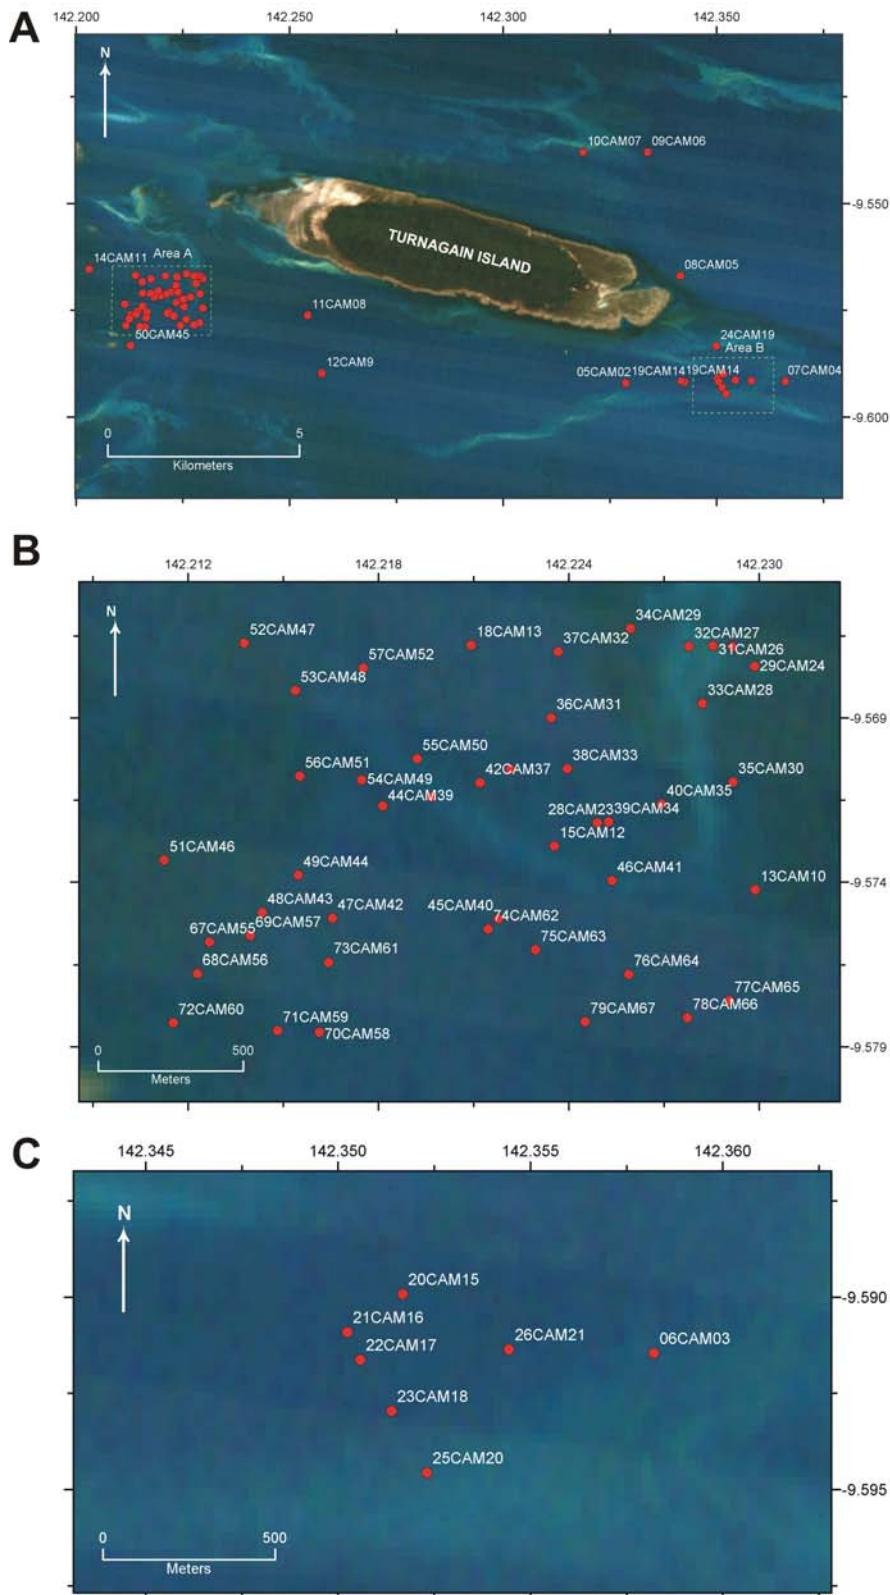 A
142.200 142.250 142.300 142.350
N
10CAM07 09CAM06
-9.550
TURNAGAIN ISLAND
14CAM11 Area A
08CAM05
11CAM08
50CAM45
24CAM19
Area B
12CAM9
05CAM02 19CAM14 19CAM14 07CAM04
-9.600
0 5
Kilometers
B
142.212 142.218 142.224 142.230
N
34CAM29
52CAM47 18CAM13 37CAM32 32CAM27
31CAM26
57CAM52
29CAM24
53CAM48
33CAM28
36CAM31
-9.569
55CAM50
56CAM51 42CAM37 38CAM33
54CAM49 35CAM30
44CAM39 40CAM35
28CAM23 39CAM34
15CAM12
51CAM46
49CAM44 46CAM41
13CAM10
-9.574
48CAM43 47CAM42 45CAM40
69CAM57 74CAM62
67CAM55
75CAM63
73CAM61
68CAM56 76CAM64
77CAM65
72CAM60 71CAM59 79CAM67 78CAM66
70CAM58
-9.579
0 500
Meters
C
142.345 142.350 142.355 142.360
N
20CAM15
-9.590
21CAM16
26CAM21 06CAM03
22CAM17
23CAM18
25CAM20
-9.595
0 500
Meters